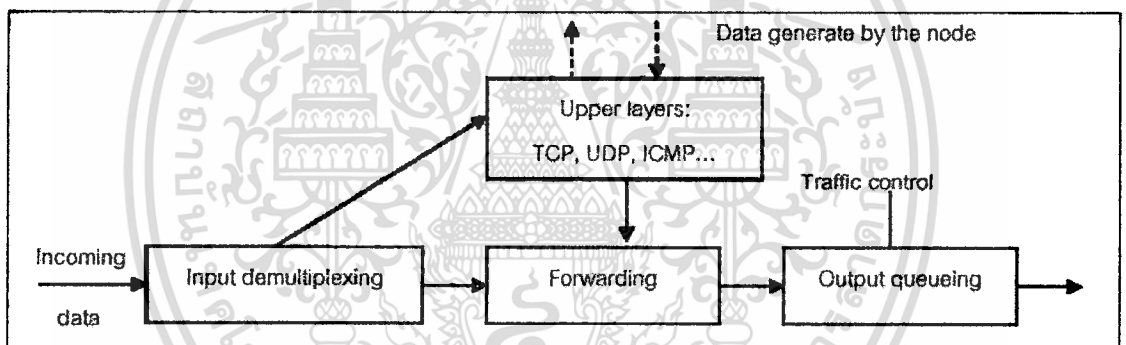 Data generate by the node
Upper layers:
TCP, UDP, ICMP...
Traffic control
Incoming
data
Input demultiplexing
Forwarding
Output queueing